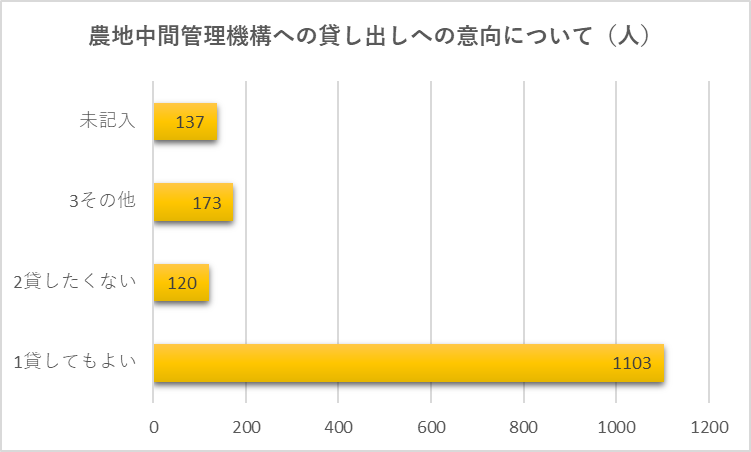 農地中間管理機構への貸し出しへの意向について（人）
未記入
137
3その他
173
2貸したくない
120
1貸してもよい
1103
0 200 400 600 800 1000 1200